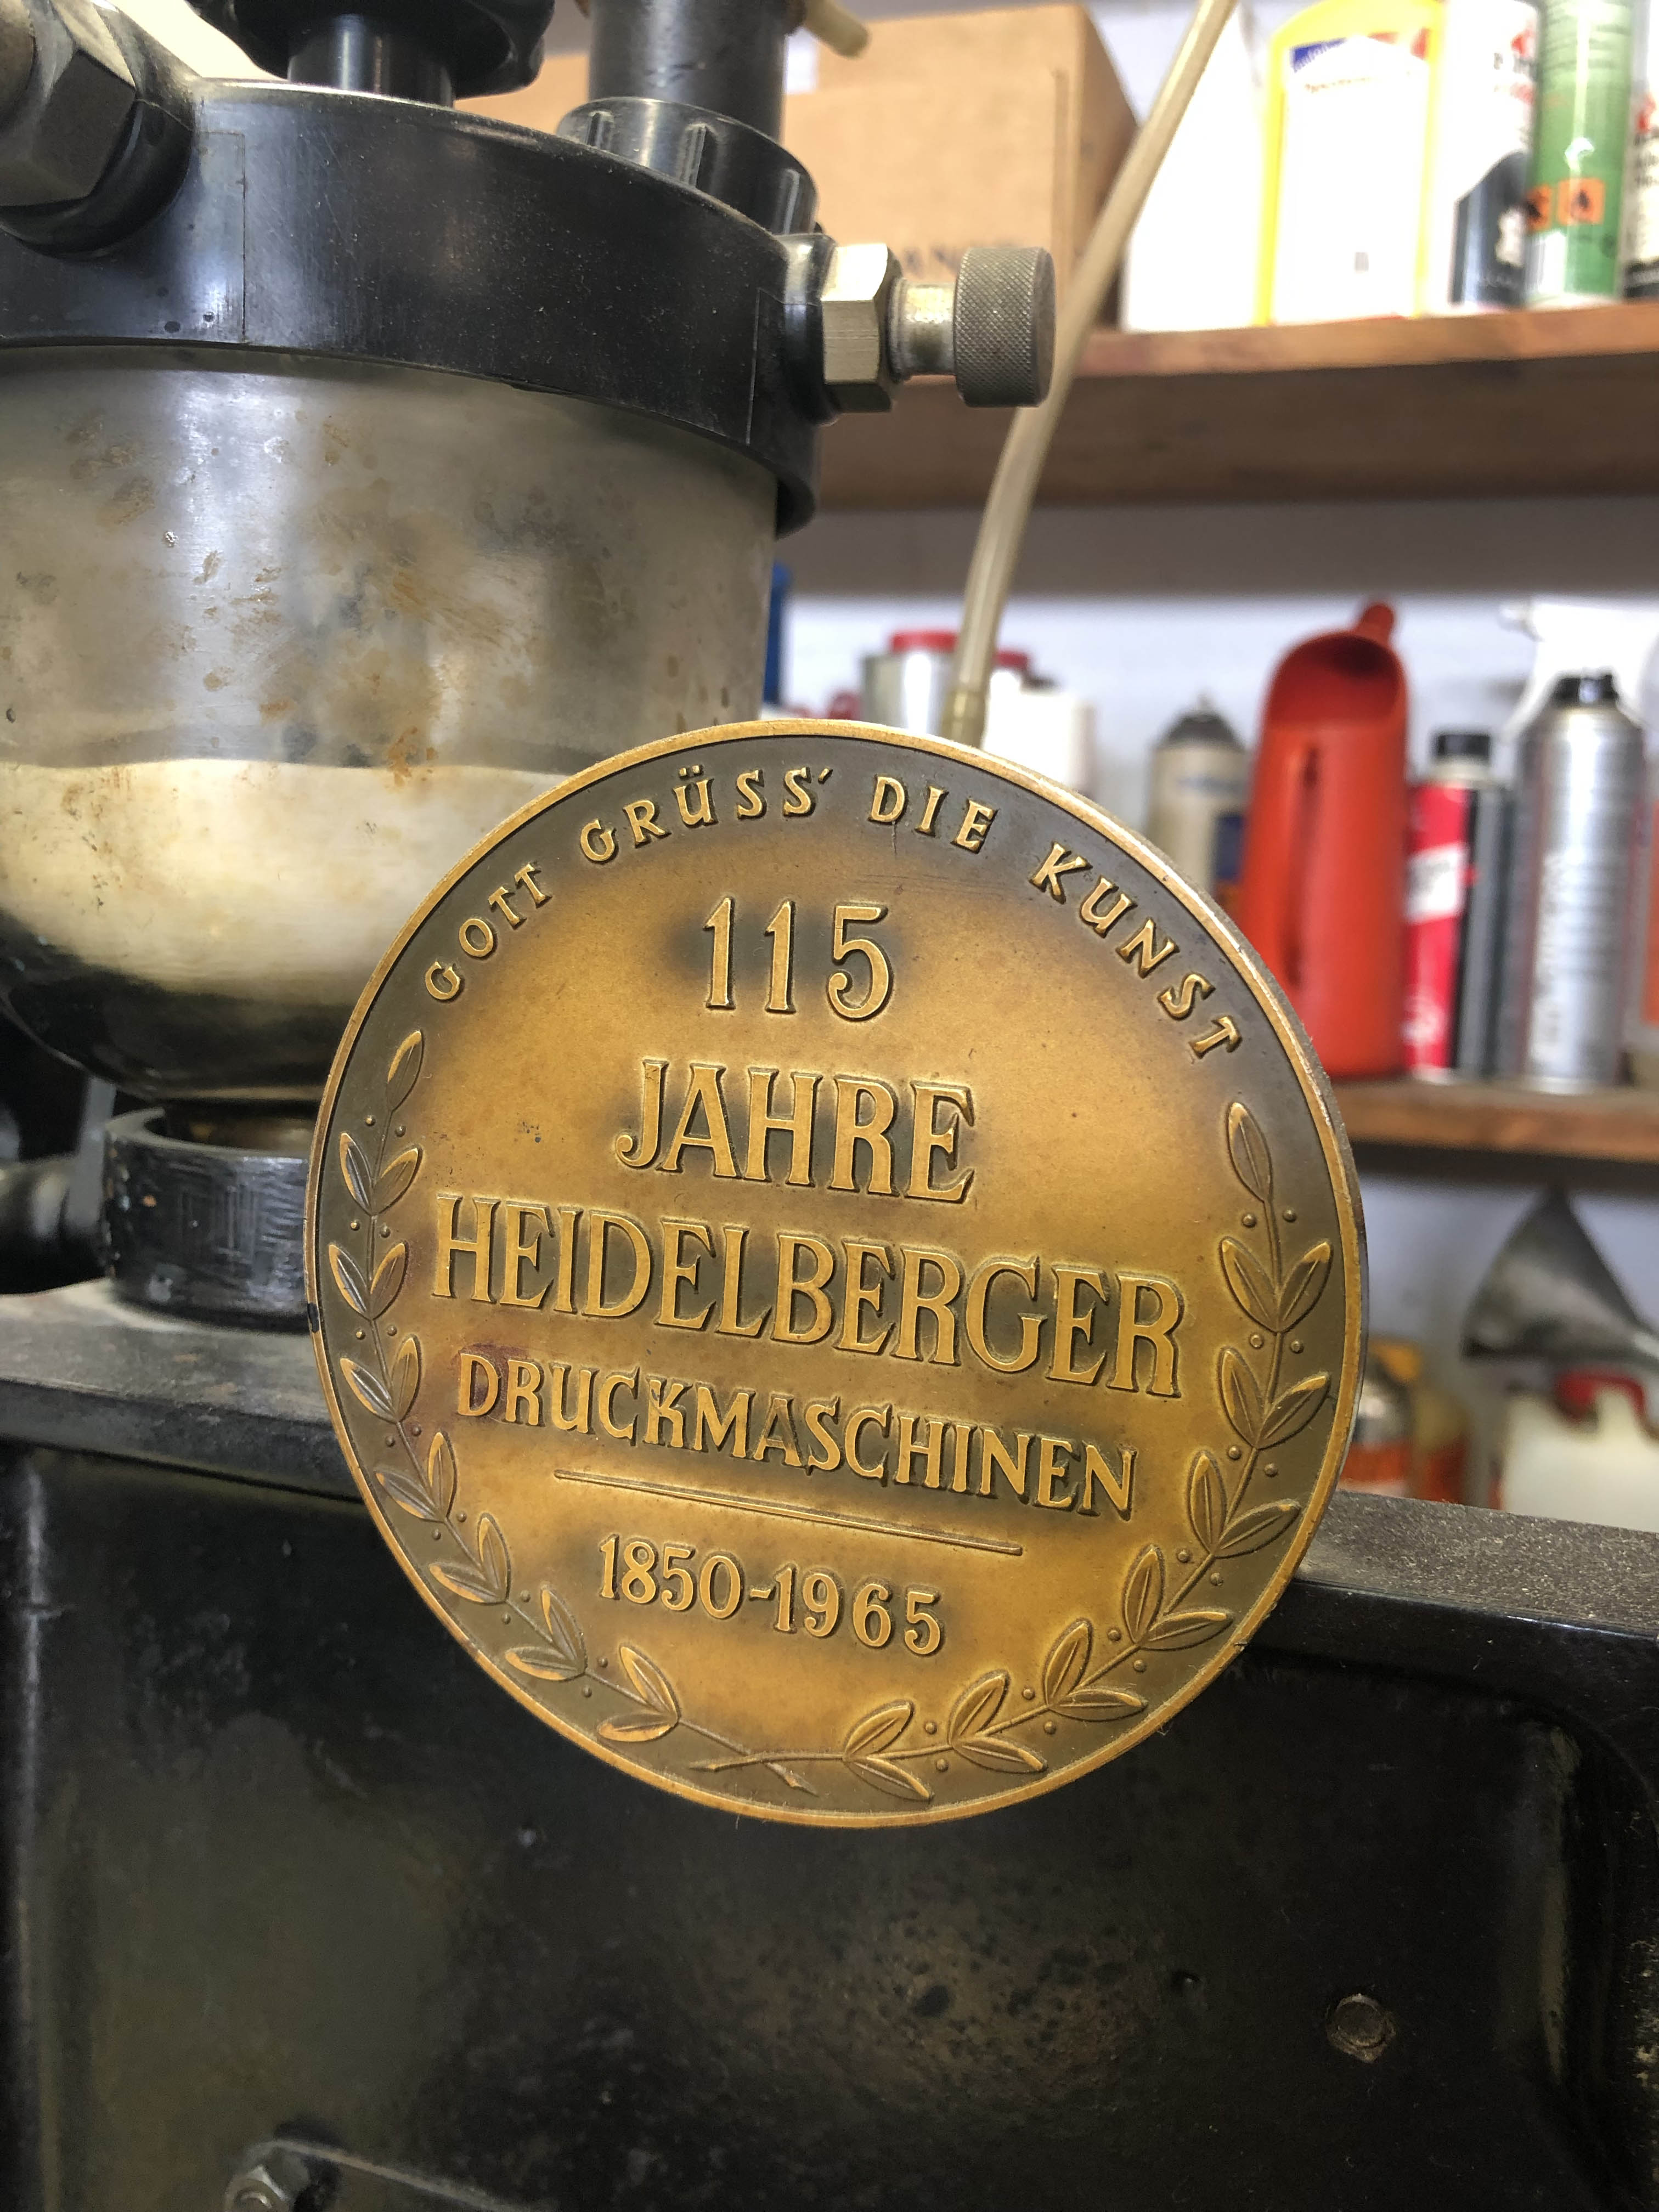 GOTT GRÜSS' DIE KUNST
115
JAHRE
HEIDELBERGER
DRUCKMASCHINEN
1850-1965